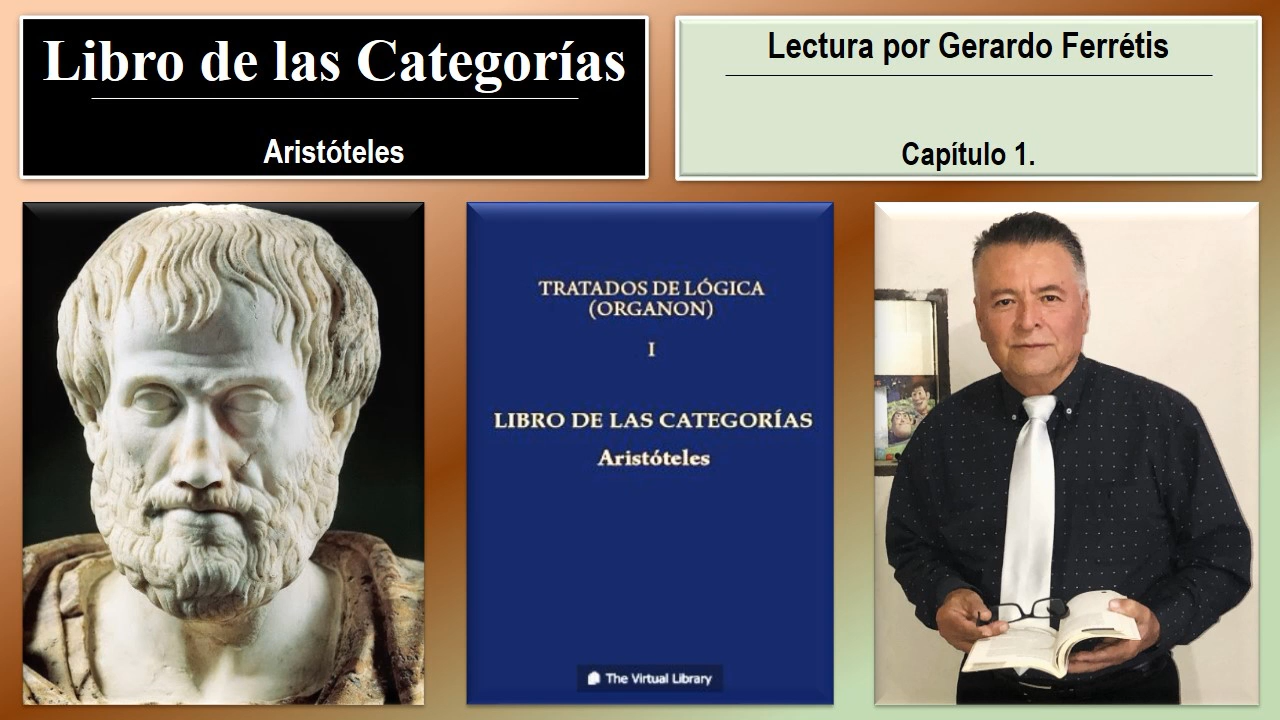 Libro de las Categorías
Aristóteles
Lectura por Gerardo Ferrétis
Capítulo 1.
TRATADOS DE LÓGICA
(ORGANON)
I
LIBRO DE LAS CATEGORÍAS
Aristóteles
The Virtual Library